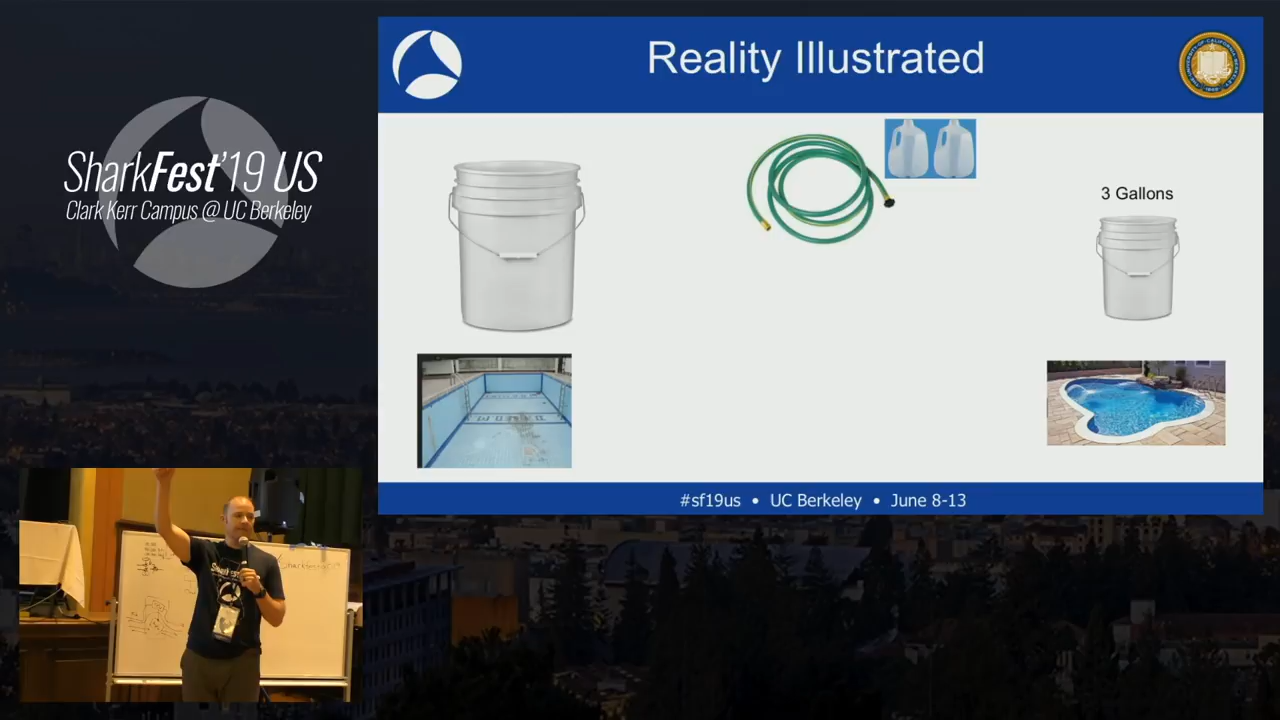 SharkFest'19 US
Clark Kerr Campus @ UC Berkeley
Reality Illustrated
3 Gallons
#sf19us • UC Berkeley • June 8-13